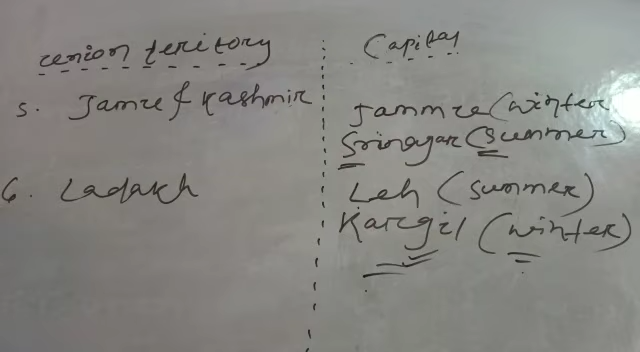 union teritory Capital
5. Jammu & Kashmir Jammu (winter
Srinagar (summer)
6. Ladakh Leh (summer)
Kargil (winter)